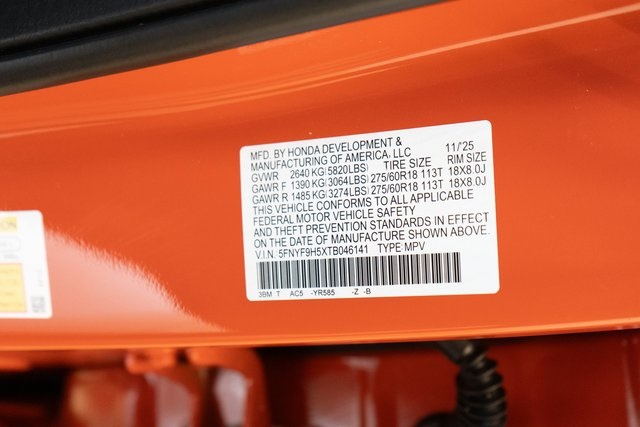 MFD. BY HONDA DEVELOPMENT & 11/'25
MANUFACTURING OF AMERICA, LLC
GVWR 2640 KG(5820LBS) TIRE SIZE RIM SIZE
GAWR F 1390 KG(3064LBS) 275/60R18 113T 18X8.0J
GAWR R 1485 KG(3274LBS) 275/60R18 113T 18X8.0J
THIS VEHICLE CONFORMS TO ALL APPLICABLE
FEDERAL MOTOR VEHICLE SAFETY
AND THEFT PREVENTION STANDARDS IN EFFECT
ON THE DATE OF MANUFACTURE SHOWN ABOVE.
V.I.N. 5FNYF9H5XTB046141 TYPE MPV
3BM T AC5 -YR585 -Z -B